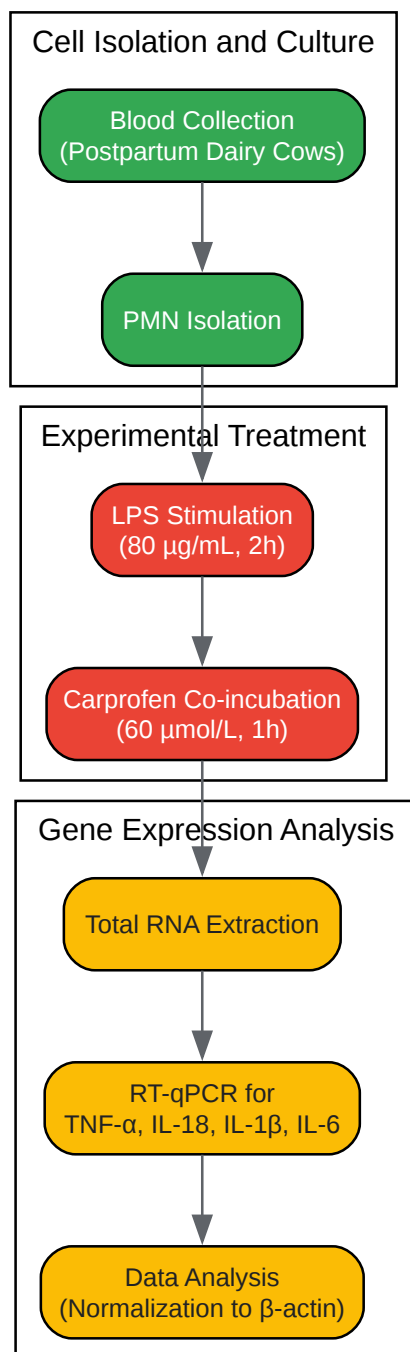 Cell Isolation and Culture
Blood Collection
(Postpartum Dairy Cows)
PMN Isolation
Experimental Treatment
LPS Stimulation
(80 µg/mL, 2h)
Carprofen Co-incubation
(60 µmol/L, 1h)
Gene Expression Analysis
Total RNA Extraction
RT-qPCR for
TNF-α, IL-18, IL-1β, IL-6
Data Analysis
(Normalization to β-actin)